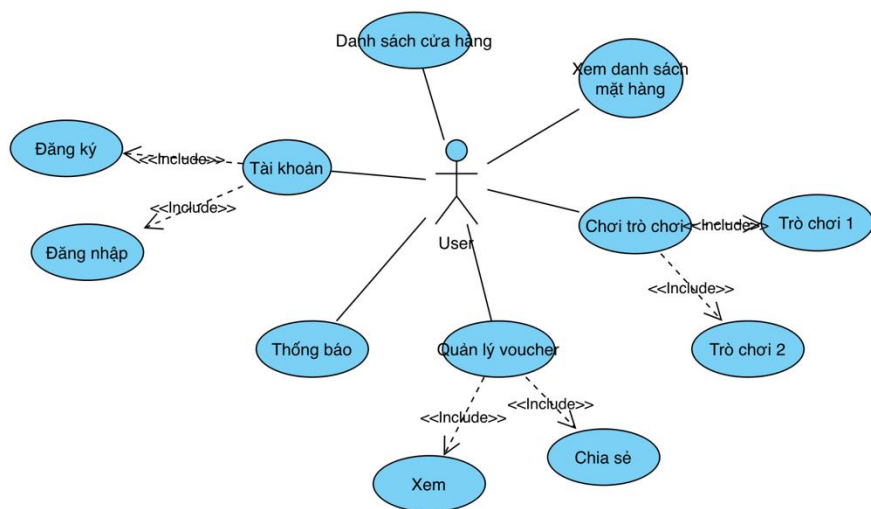 Danh sách cửa hàng
Xem danh sách
mặt hàng
Đăng ký
<<Include>>
Tài khoản
<<Include>>
Đăng nhập
User
Chơi trò chơi
<<Include>>
Trò chơi 1
<<Include>>
Trò chơi 2
Thống báo
Quản lý voucher
<<Include>>
<<Include>>
Xem
Chia sẻ